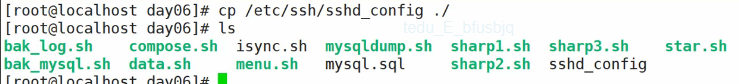 [root@localhost day06]# cp /etc/ssh/sshd_config ./
[root@localhost day06]# ls
bak_log.sh compose.sh isync.sh mysqldump.sh sharp1.sh sharp3.sh star.sh
bak_mysql.sh data.sh menu.sh mysql.sql sharp2.sh sshd_config
[root@localhost day06]#